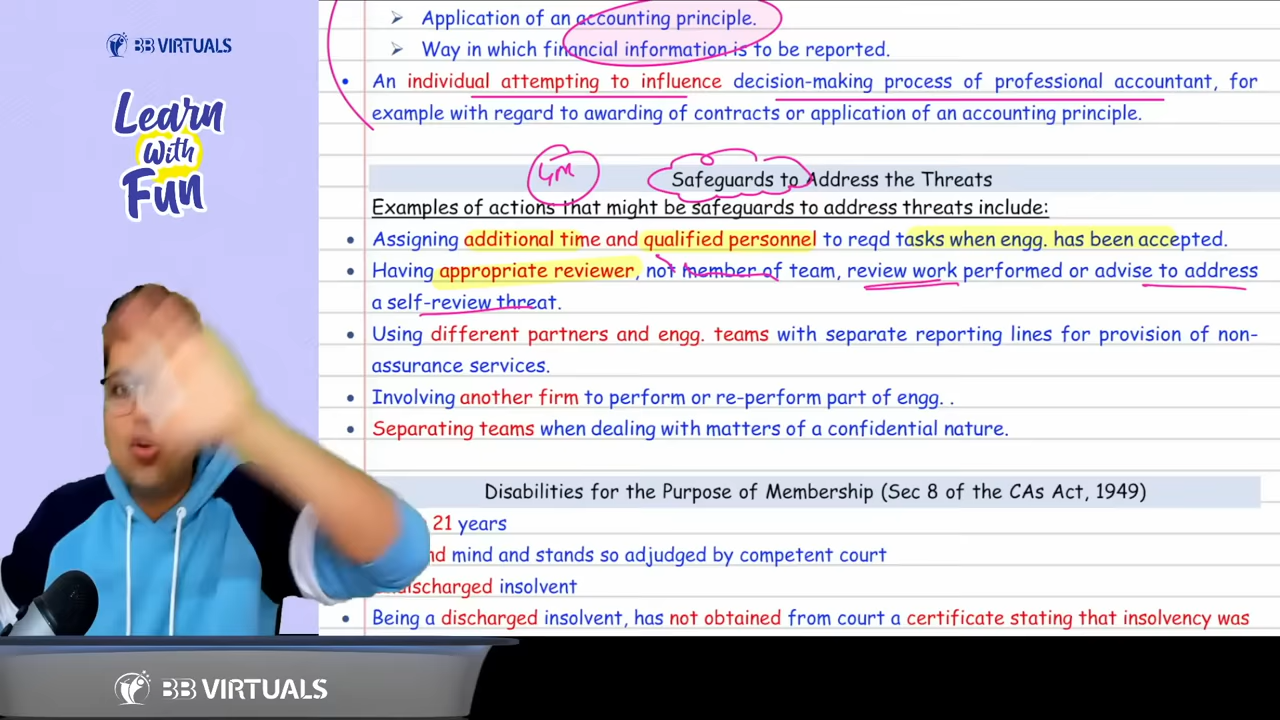 Application of an accounting principle.
BB VIRTUALS
Way in which financial information is to be reported.
An individual attempting to influence decision-making process of professional accountant, for
example with regard to awarding of contracts or application of an accounting principle.
Learn
With
Fun
4M
Safeguards to Address the Threats
Examples of actions that might be safeguards to address threats include:
Assigning additional time and qualified personnel to reqd tasks when engg. has been accepted.
Having appropriate reviewer, not member of team, review work performed or advise to address
a self-review threat.
Using different partners and engg. teams with separate reporting lines for provision of non-
assurance services.
Involving another firm to perform or re-perform part of engg. .
Separating teams when dealing with matters of a confidential nature.
Disabilities for the Purpose of Membership (Sec 8 of the CAs Act, 1949)
21 years
mind and stands so adjudged by competent court
insolvent
Being a discharged insolvent, has not obtained from court a certificate stating that insolvency was
BB VIRTUALS